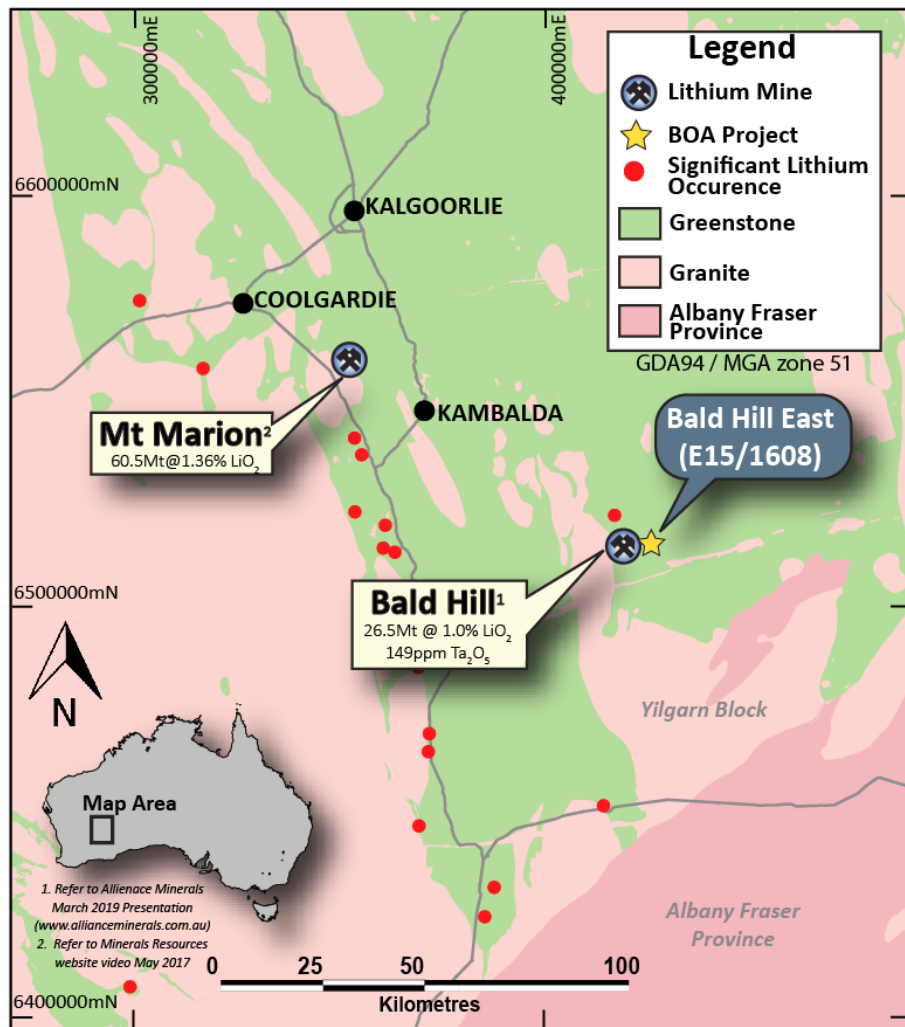 300000mE
400000mE
Legend
Lithium Mine
BOA Project
Significant Lithium
Occurence
Greenstone
Granite
Albany Fraser
Province
GDA94 / MGA zone 51
6600000mN
KALGOORLIE
COOLGARDIE
KAMBALDA
Mt Marion²
60.5Mt@1.36% LiO₂
Bald Hill East
(E15/1608)
6500000mN
Bald Hill¹
26.5Mt @ 1.0% LiO₂
149ppm Ta₂O₅
N
Yilgarn Block
Map Area
1. Refer to Allienace Minerals
March 2019 Presentation
(www.allianceminerals.com.au)
2. Refer to Minerals Resources
website video May 2017
Albany Fraser
Province
0 25 50 100
Kilometres
6400000mN